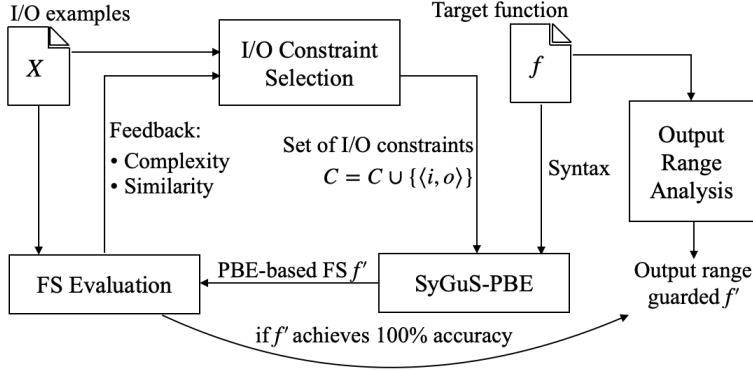 I/O examples
X
I/O Constraint
Selection
Target function
f
Output
Range
Analysis
Feedback:
• Complexity
• Similarity
Set of I/O constraints
C = C ∪ {⟨i, o⟩}
Syntax
FS Evaluation
PBE-based FS f′
SyGuS-PBE
Output range
guarded f′
if f′ achieves 100% accuracy